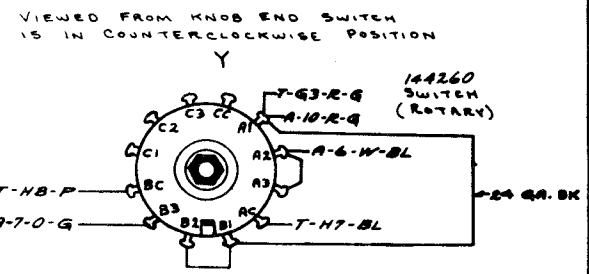 VIEWED FROM KNOB END SWITCH
IS IN COUNTERCLOCKWISE POSITION
Y
144260
SWITCH
(ROTARY)
T-G3-R-G
A-10-R-G
C3 CC
C2 A1
C1 A2
A-6-W-BL
BC A3
T-H8-P
24 GA. BK
B3 AC
A-7-O-G
B2 B1
T-H7-BL